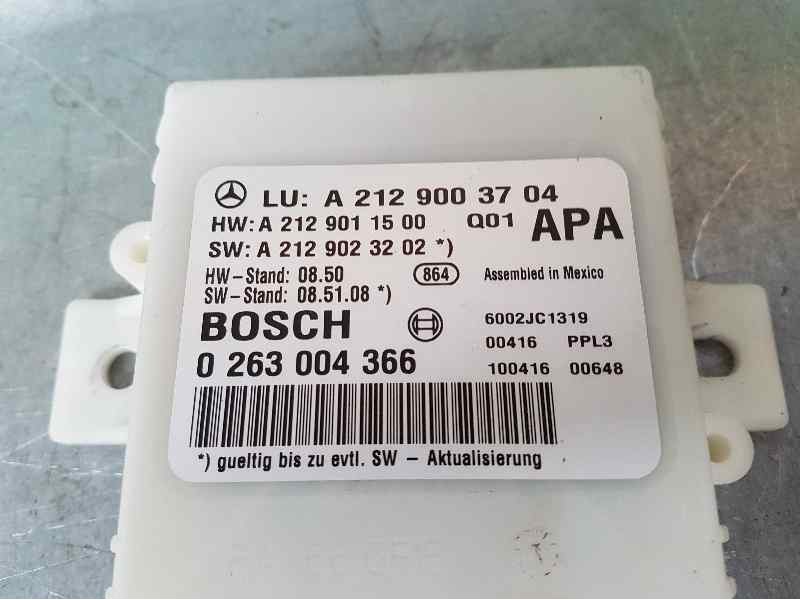 LU: A 212 900 37 04
HW: A 212 901 15 00 Q01 APA
SW: A 212 902 32 02 *)
HW-Stand: 08.50 864 Assembled in Mexico
SW-Stand: 08.51.08 *)
BOSCH 6002JC1319
00416 PPL3
0 263 004 366 100416 00648
*) gueltig bis zu evtl. SW - Aktualisierung